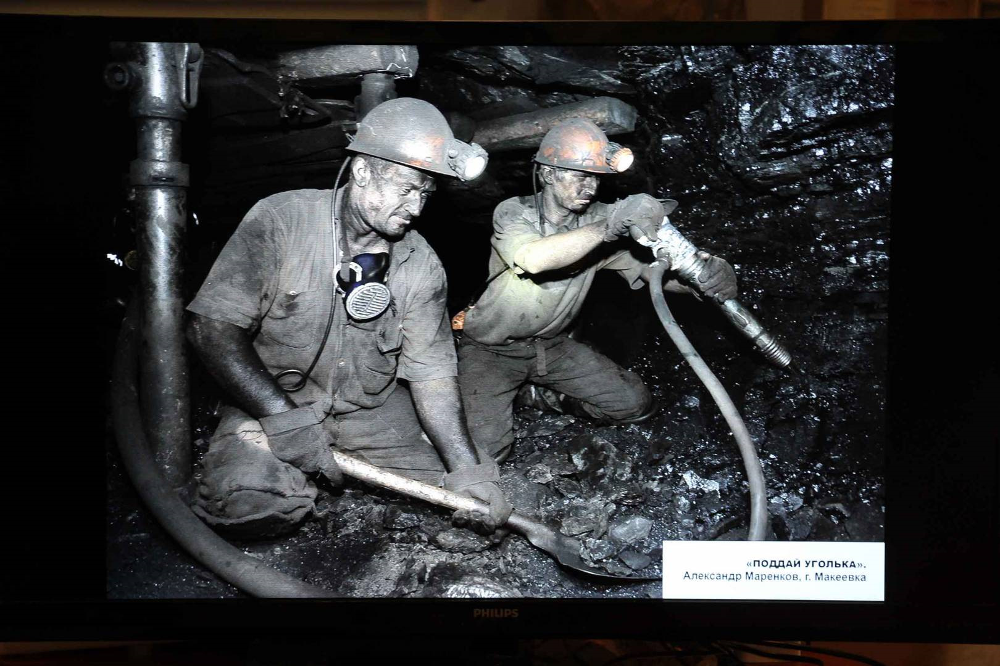 «ПОДДАЙ УГОЛЬКА».
Александр Маренков, г. Макеевка
PHILIPS